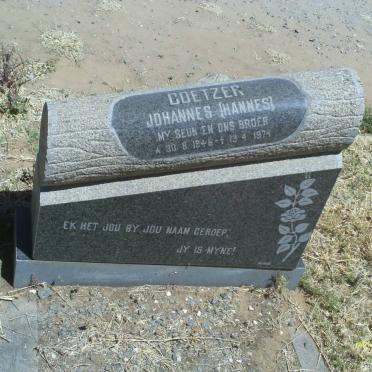 COETZER
JOHANNES (HANNES)
MY SEUN EN ONS BROER
EK HET JOU BY JOU NAAM GEROEP,
JY IS MYNE!